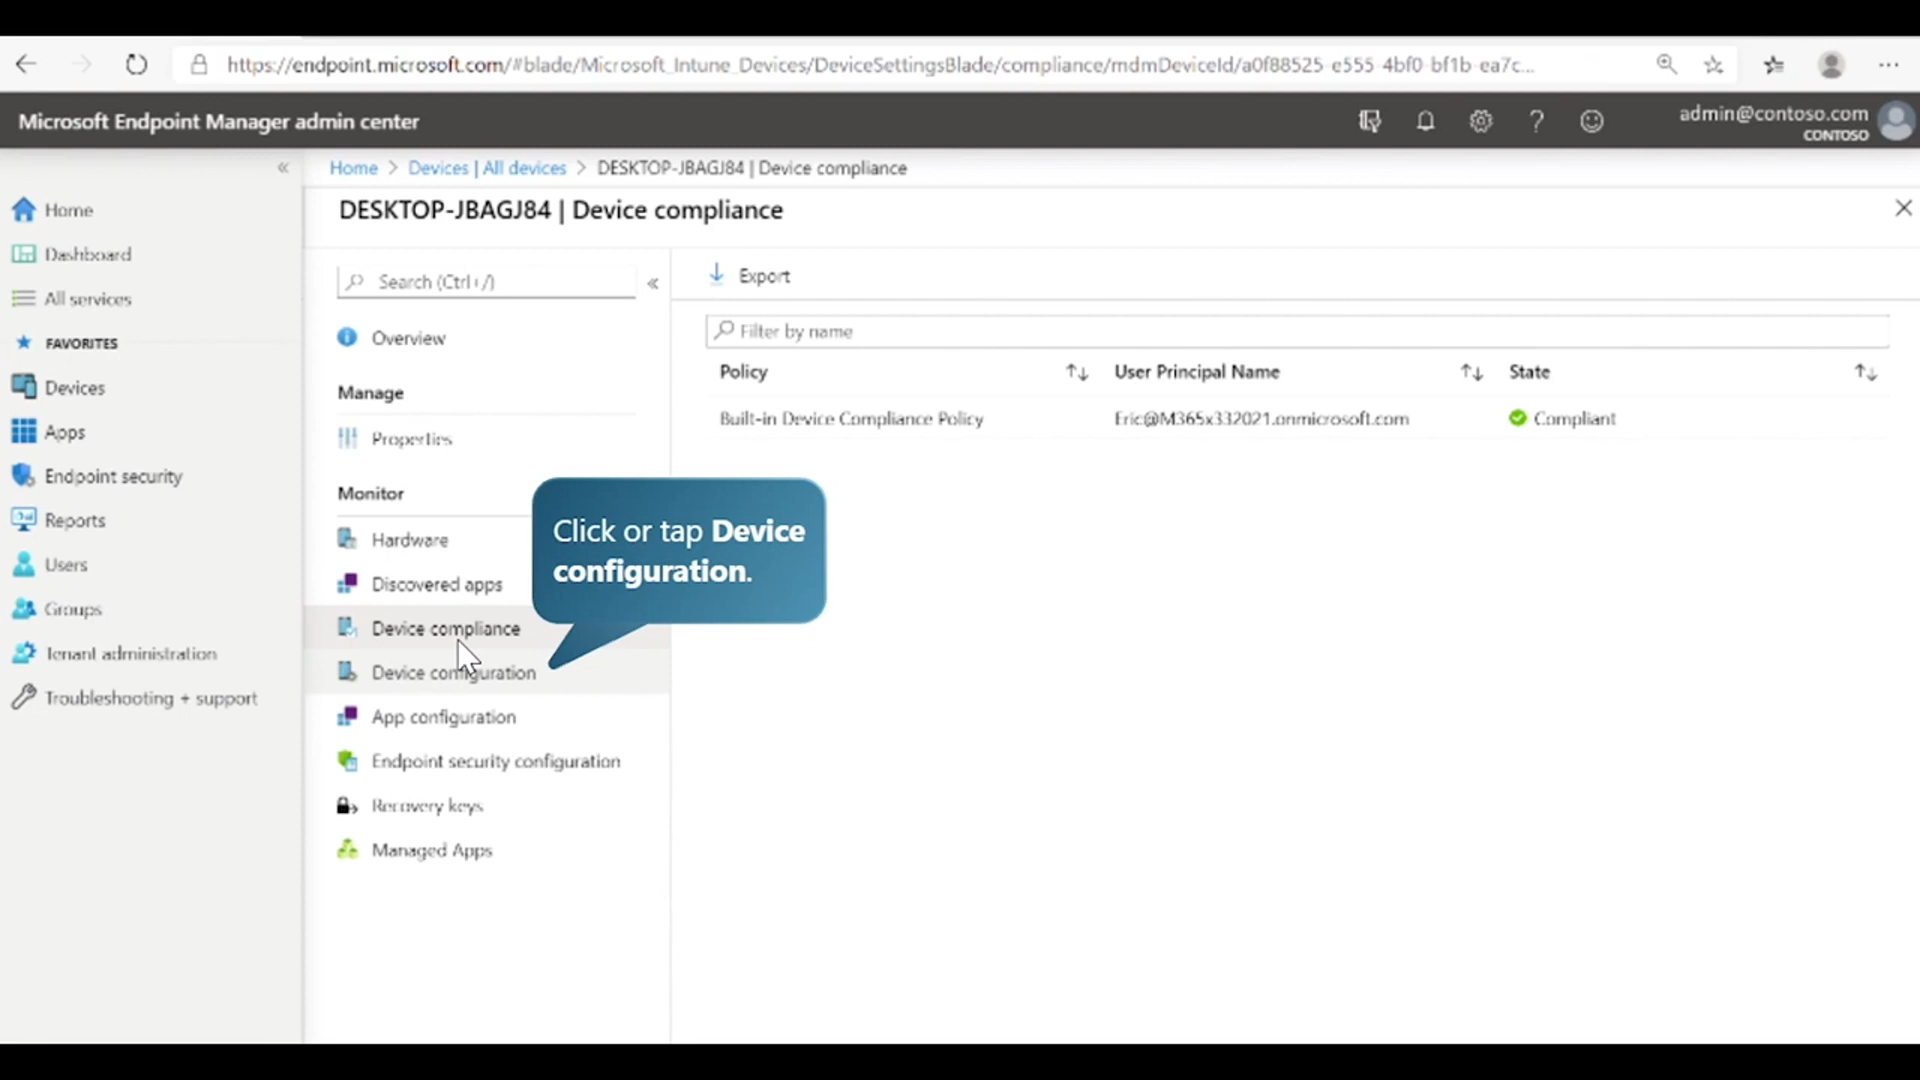 https://endpoint.microsoft.com/#blade/Microsoft_Intune_Devices/DeviceSettingsBlade/compliance/mdmDeviceId/a0f88525-e555-4bf0-bf1b-ea7c...
Microsoft Endpoint Manager admin center
admin@contoso.com
CONTOSO
Home > Devices | All devices > DESKTOP-JBAGJ84 | Device compliance
DESKTOP-JBAGJ84 | Device compliance
Home
Dashboard
All services
FAVORITES
Devices
Apps
Endpoint security
Reports
Users
Groups
Tenant administration
Troubleshooting + support
Search (Ctrl+/)
Overview
Manage
Properties
Monitor
Hardware
Discovered apps
Device compliance
Device configuration
App configuration
Endpoint security configuration
Recovery keys
Managed Apps
Click or tap Device
configuration.
Export
Filter by name
Policy User Principal Name State
Built-in Device Compliance Policy Eric@M365x332021.onmicrosoft.com Compliant